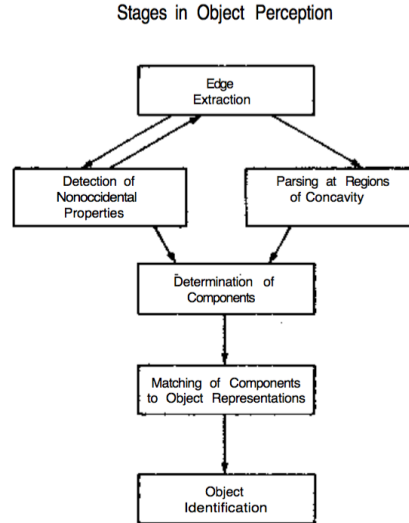 Stages in Object Perception
Edge
Extraction
Detection of
Nonoccidental
Properties
Parsing at Regions
of Concavity
Determination of
Components
Matching of Components
to Object Representations
Object
Identification